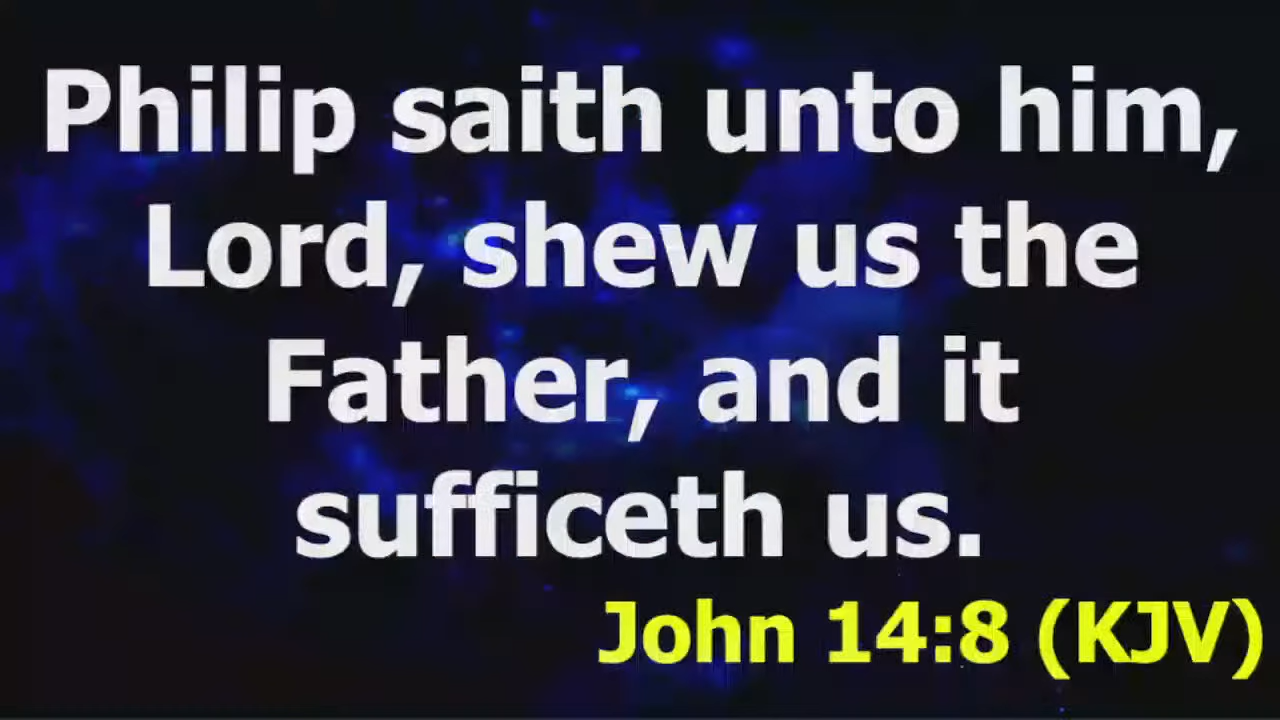 Philip saith unto him,
Lord, shew us the
Father, and it
sufficeth us.
John 14:8 (KJV)